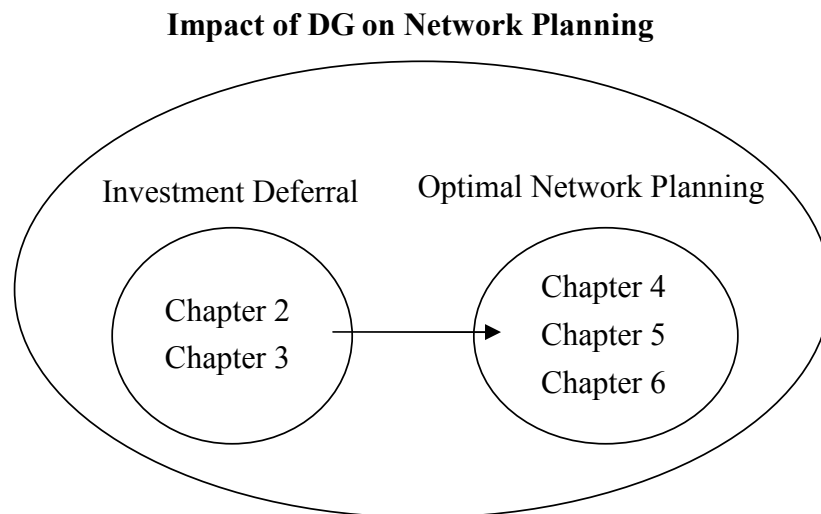 Impact of DG on Network Planning
Investment Deferral
Optimal Network Planning
Chapter 2
Chapter 3
Chapter 4
Chapter 5
Chapter 6